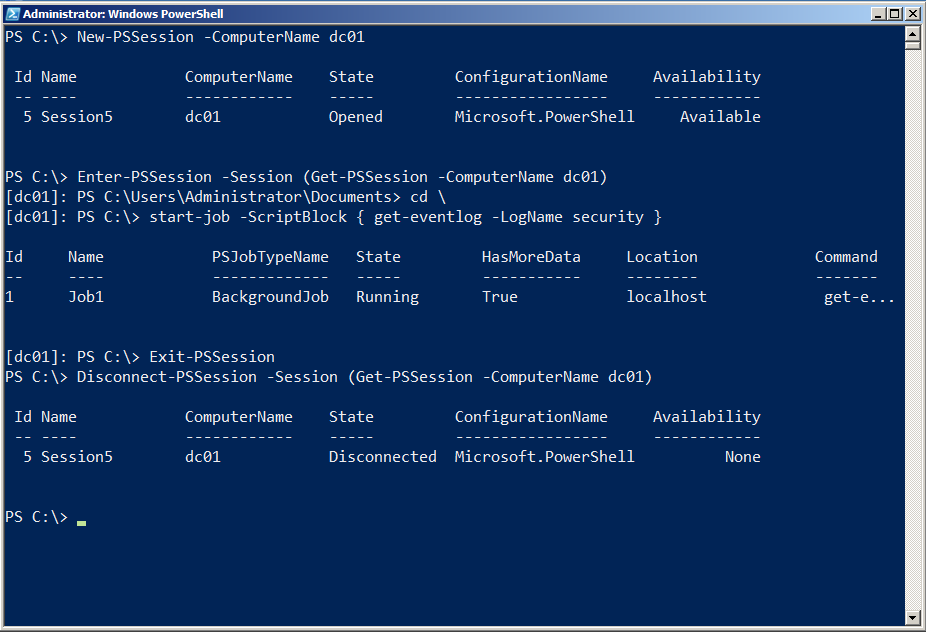 Administrator: Windows PowerShell
PS C:\> New-PSSession -ComputerName dc01
Id Name ComputerName State ConfigurationName Availability
-- ---- ------------ ----- ----------------- ------------
5 Session5 dc01 Opened Microsoft.PowerShell Available
PS C:\> Enter-PSSession -Session (Get-PSSession -ComputerName dc01)
[dc01]: PS C:\Users\Administrator\Documents> cd \
[dc01]: PS C:\> start-job -ScriptBlock { get-eventlog -LogName security }
Id Name PSJobTypeName State HasMoreData Location Command
-- ---- ------------- ----- ----------- -------- -------
1 Job1 BackgroundJob Running True localhost get-e...
[dc01]: PS C:\> Exit-PSSession
PS C:\> Disconnect-PSSession -Session (Get-PSSession -ComputerName dc01)
Id Name ComputerName State ConfigurationName Availability
-- ---- ------------ ----- ----------------- ------------
5 Session5 dc01 Disconnected Microsoft.PowerShell None
PS C:\>